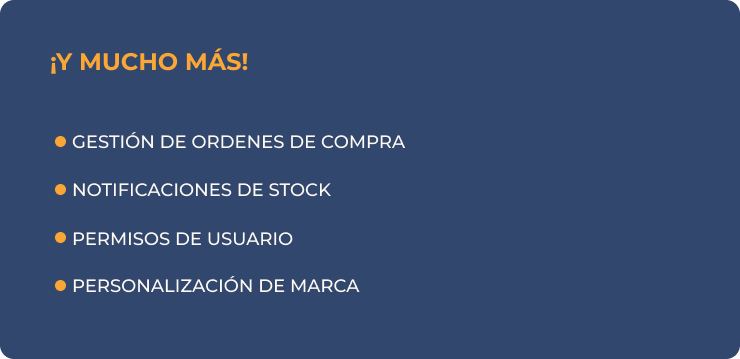 ¡Y MUCHO MÁS!
GESTIÓN DE ORDENES DE COMPRA
NOTIFICACIONES DE STOCK
PERMISOS DE USUARIO
PERSONALIZACIÓN DE MARCA